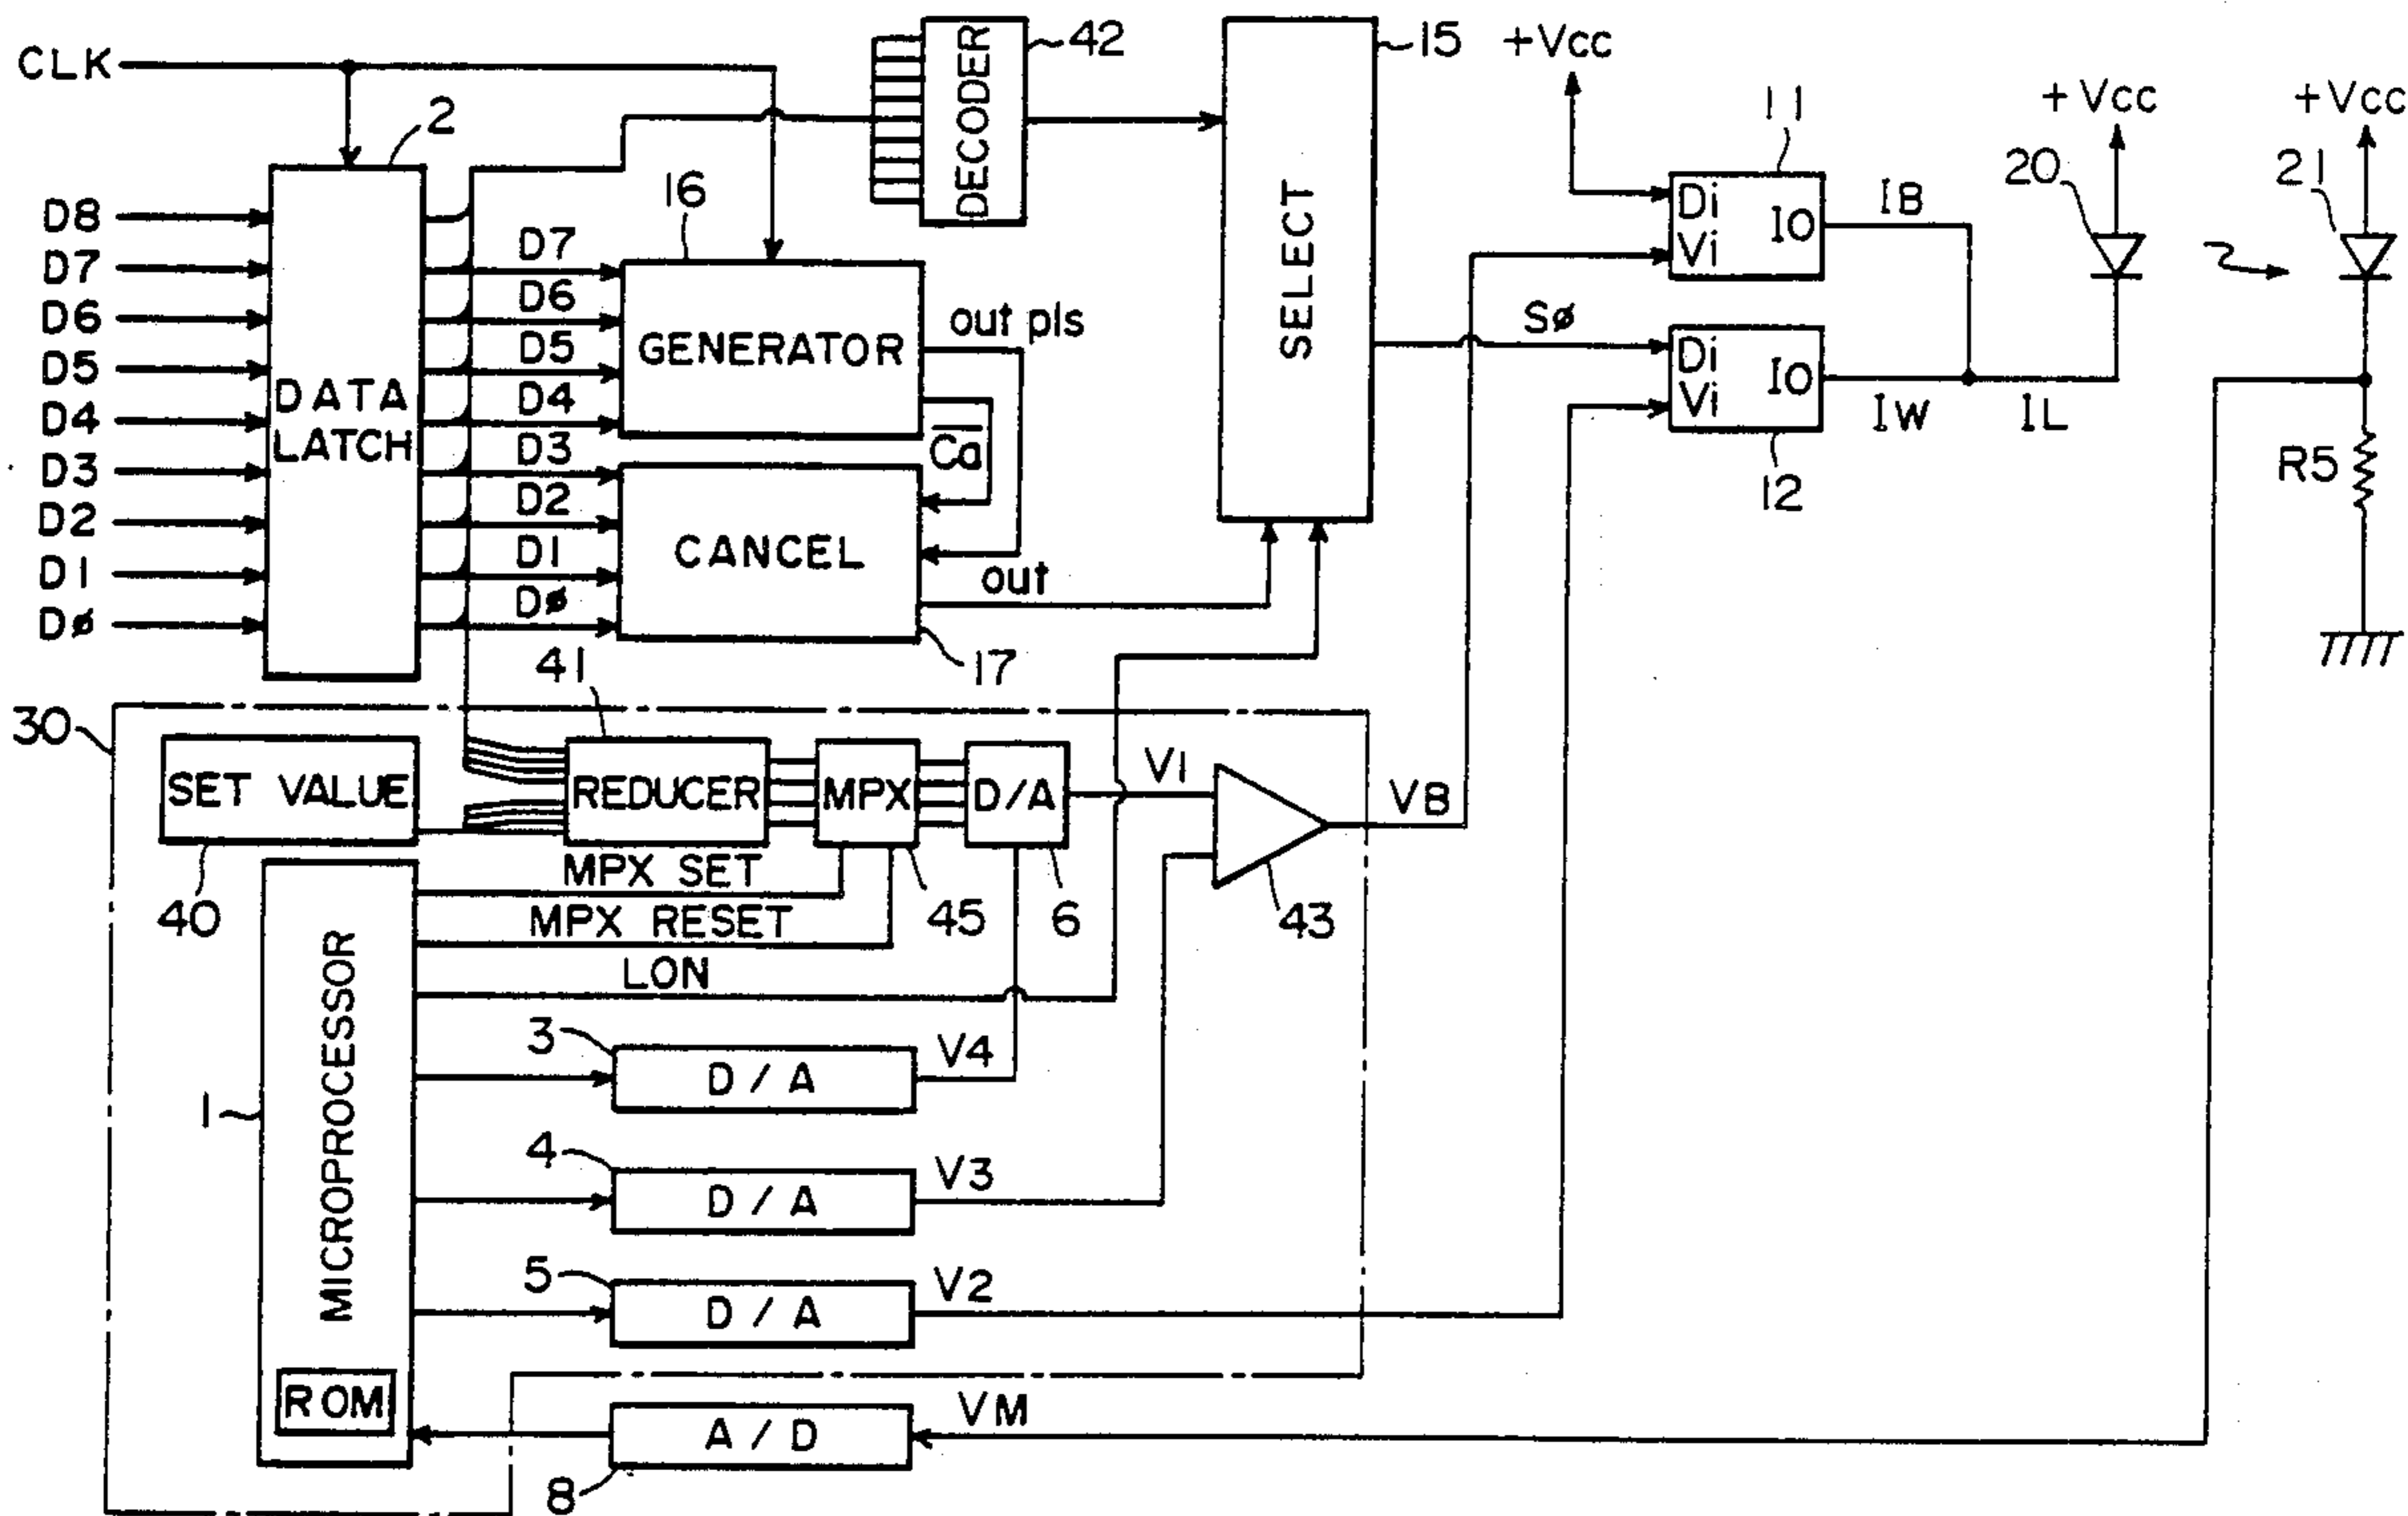 CLK
DECODER
42
15
+Vcc
11
+Vcc
+Vcc
2
16
SELECT
Di
Vi
IO
IB
20
21
D8
D7
D6
D5
D4
D3
D2
D1
Dø
DATA
LATCH
D7
D6
D5
D4
D3
D2
D1
Dø
GENERATOR
out pls
C̅a̅
CANCEL
out
17
Sø
Di
Vi
IO
IW
IL
12
R5
30
41
SET VALUE
REDUCER
MPX
D/A
V1
VB
40
MPX SET
45
6
43
MPX RESET
LON
MICROPROCESSOR
1
3
D/A
V4
4
D/A
V3
5
D/A
V2
ROM
A/D
VM
8